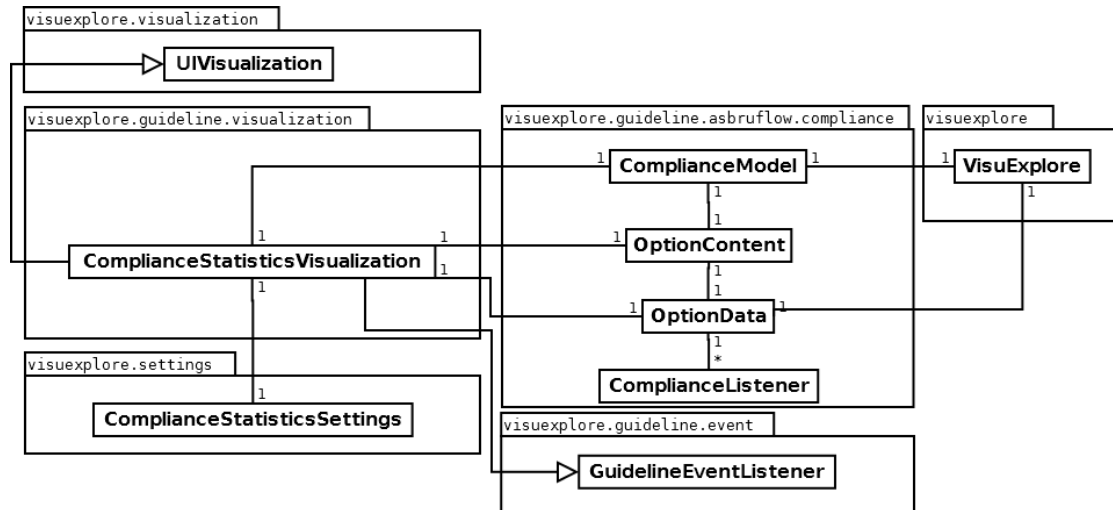 visuexplore.visualization
UIVisualization
visuexplore.guideline.visualization
visuexplore.guideline.asbruflow.compliance
visuexplore
1
ComplianceModel
1
1
VisuExplore
1
1
1
1
1
1
OptionContent
ComplianceStatisticsVisualization
1
1
1
1
1
OptionData
1
1
*
visuexplore.settings
ComplianceListener
1
ComplianceStatisticsSettings
visuexplore.guideline.event
GuidelineEventListener